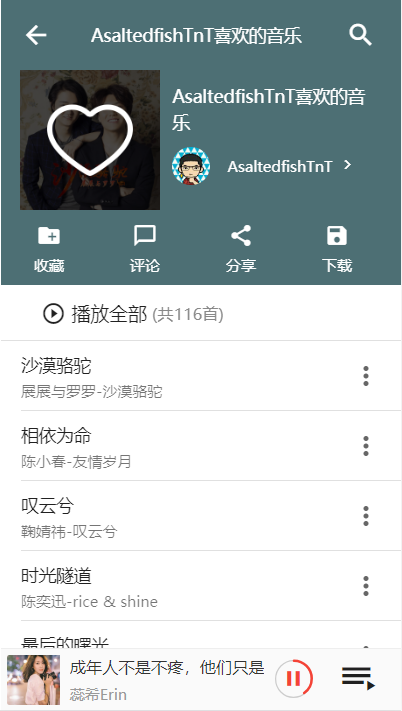 AsaltedfishTnT喜欢的音乐
AsaltedfishTnT喜欢的音
乐
AsaltedfishTnT
收藏 评论 分享 下载
播放全部 (共116首)
沙漠骆驼
展展与罗罗-沙漠骆驼
相依为命
陈小春-友情岁月
叹云兮
鞠婧祎-叹云兮
时光隧道
陈奕迅-rice & shine
最后的曙光
成年人不是不疼，他们只是
蕊希Erin